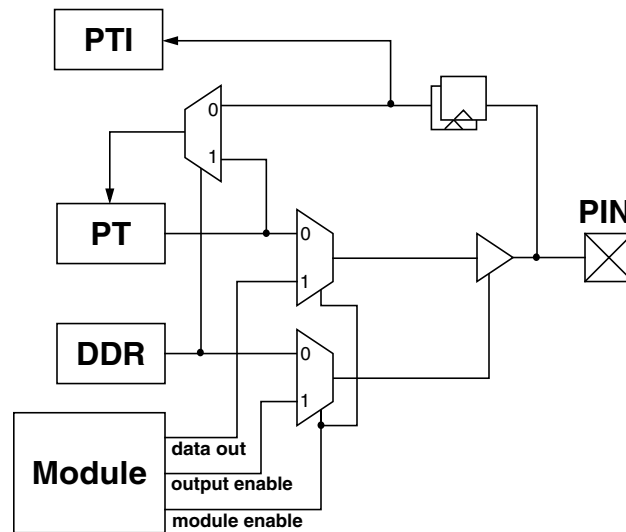 PTI
0
1
PIN
PT
0
1
DDR
0
1
data out
Module
output enable
module enable